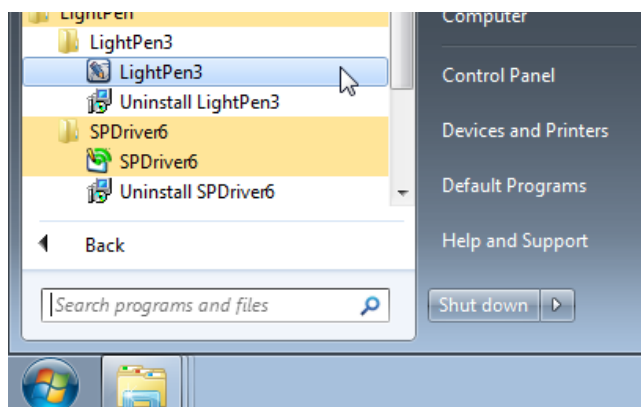 LightPen
LightPen3
LightPen3
Uninstall LightPen3
SPDriver6
SPDriver6
Uninstall SPDriver6
Back
Search programs and files
Computer
Control Panel
Devices and Printers
Default Programs
Help and Support
Shut down